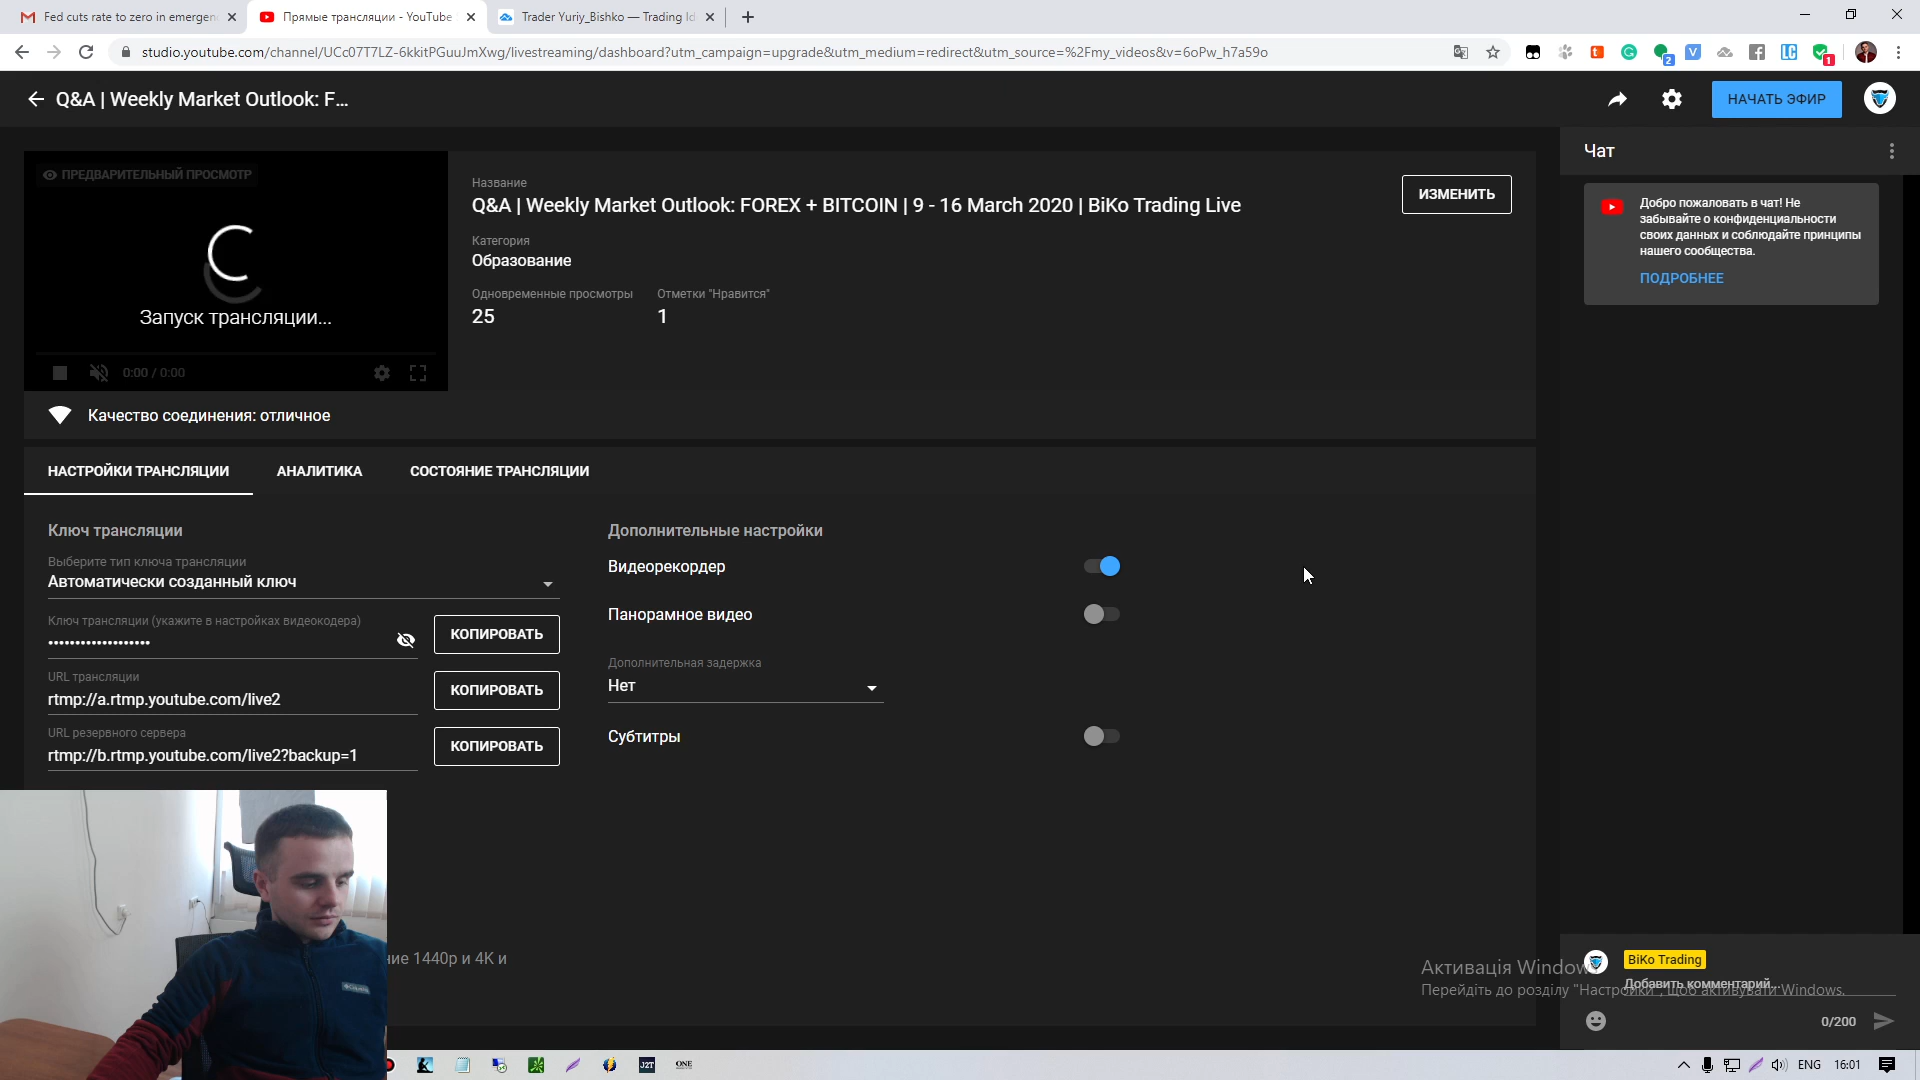 Fed cuts rate to zero in emergen
Прямые трансляции - YouTube
Trader Yuriy_Bishko — Trading Id
studio.youtube.com/channel/UCc07T7LZ-6kkitPGuuJmXwg/livestreaming/dashboard?utm_campaign=upgrade&utm_medium=redirect&utm_source=%2Fmy_videos&v=6oPw_h7a59o
2
1
Q&A | Weekly Market Outlook: F...
НАЧАТЬ ЭФИР
ПРЕДВАРИТЕЛЬНЫЙ ПРОСМОТР
Запуск трансляции...
0:00 / 0:00
Название
Q&A | Weekly Market Outlook: FOREX + BITCOIN | 9 - 16 March 2020 | BiKo Trading Live
ИЗМЕНИТЬ
Категория
Образование
Одновременные просмотры
Отметки "Нравится"
25
1
Качество соединения: отличное
Чат
Добро пожаловать в чат! Не
забывайте о конфиденциальности
своих данных и соблюдайте принципы
нашего сообщества.
ПОДРОБНЕЕ
НАСТРОЙКИ ТРАНСЛЯЦИИ
АНАЛИТИКА
СОСТОЯНИЕ ТРАНСЛЯЦИИ
Ключ трансляции
Выберите тип ключа трансляции
Автоматически созданный ключ
Ключ трансляции (укажите в настройках видеокодера)
•••••••••••••••••••
КОПИРОВАТЬ
URL трансляции
rtmp://a.rtmp.youtube.com/live2
КОПИРОВАТЬ
URL резервного сервера
rtmp://b.rtmp.youtube.com/live2?backup=1
КОПИРОВАТЬ
Дополнительные настройки
Видеорекордер
Панорамное видео
Дополнительная задержка
Нет
Субтитры
ние 1440p и 4K и
BiKo Trading
Добавить комментарий...
0/200
Активація Windows
Перейдіть до розділу "Настройки", щоб активувати Windows.
J2T
ONE
ENG
16:01